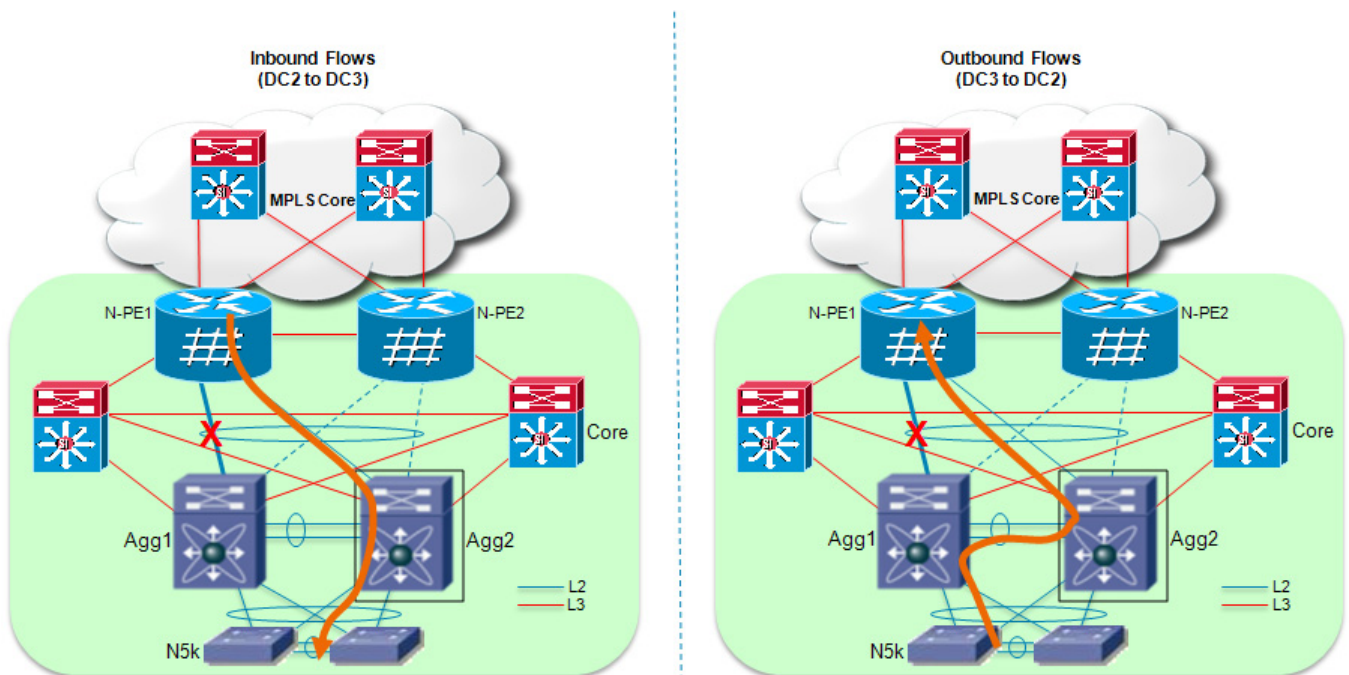 Inbound Flows
(DC2 to DC3)
MPLS Core
N-PE1
N-PE2
Core
Agg1
Agg2
L2
L3
N5k
Outbound Flows
(DC3 to DC2)
MPLS Core
N-PE1
N-PE2
Core
Agg1
Agg2
L2
L3
N5k